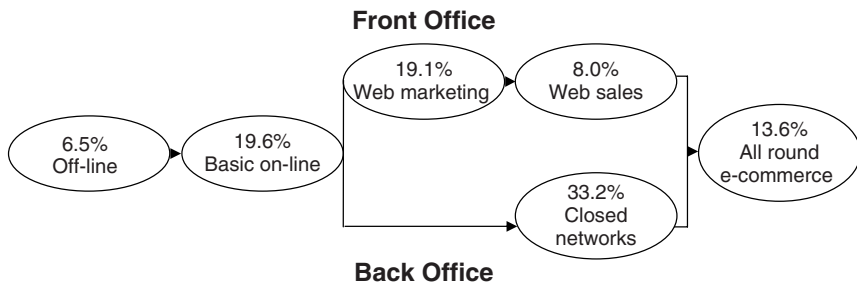 Front Office
19.1%
Web marketing
8.0%
Web sales
6.5%
Off-line
19.6%
Basic on-line
13.6%
All round
e-commerce
33.2%
Closed
networks
Back Office